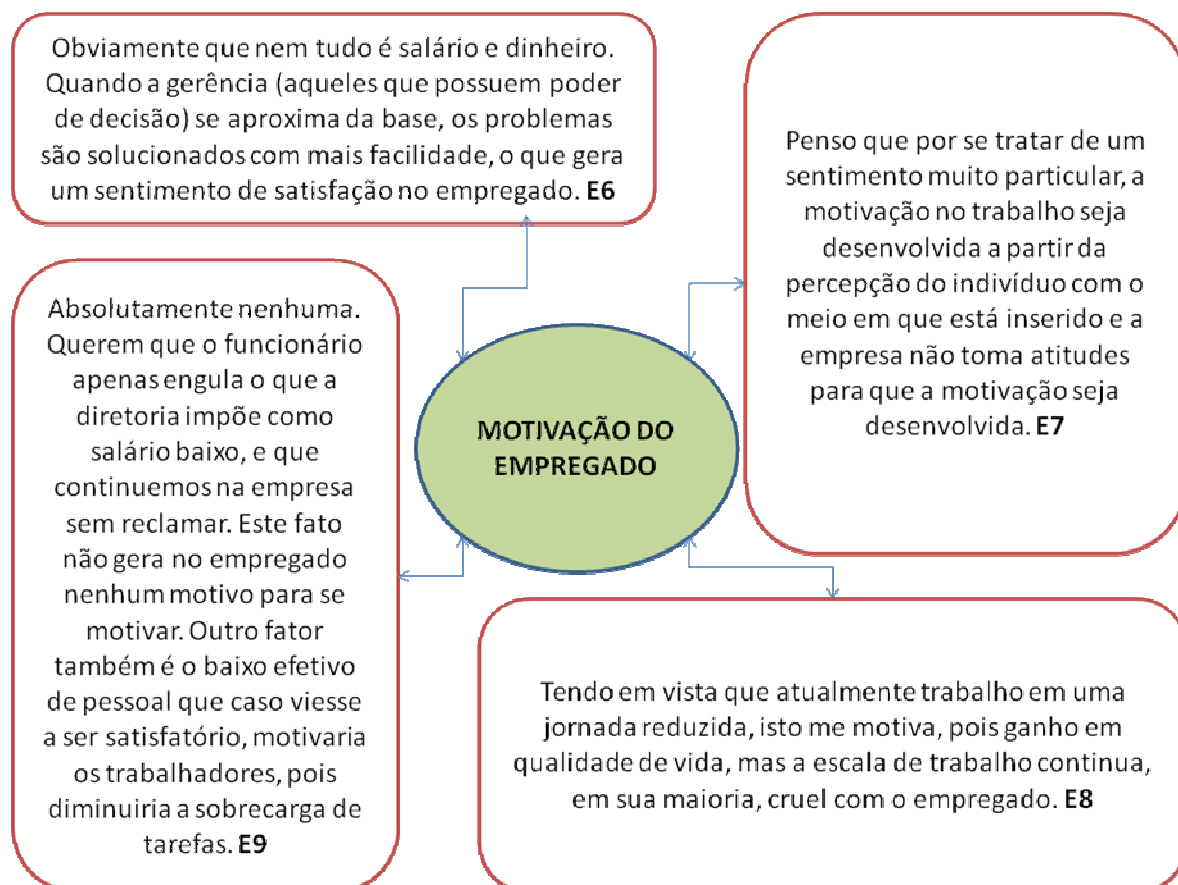 Obviamente que nem tudo é salário e dinheiro.
Quando a gerência (aqueles que possuem poder
de decisão) se aproxima da base, os problemas
são solucionados com mais facilidade, o que gera
um sentimento de satisfação no empregado. E6
Penso que por se tratar de um
sentimento muito particular, a
motivação no trabalho seja
desenvolvida a partir da
percepção do indivíduo com o
meio em que está inserido e a
empresa não toma atitudes
para que a motivação seja
desenvolvida. E7
Absolutamente nenhuma.
Querem que o funcionário
apenas engula o que a
diretoria impõe como
salário baixo, e que
continuemos na empresa
sem reclamar. Este fato
não gera no empregado
nenhum motivo para se
motivar. Outro fator
também é o baixo efetivo
de pessoal que caso viesse
a ser satisfatório, motivaria
os trabalhadores, pois
diminuiria a sobrecarga de
tarefas. E9
MOTIVAÇÃO DO
EMPREGADO
Tendo em vista que atualmente trabalho em uma
jornada reduzida, isto me motiva, pois ganho em
qualidade de vida, mas a escala de trabalho continua,
em sua maioria, cruel com o empregado. E8